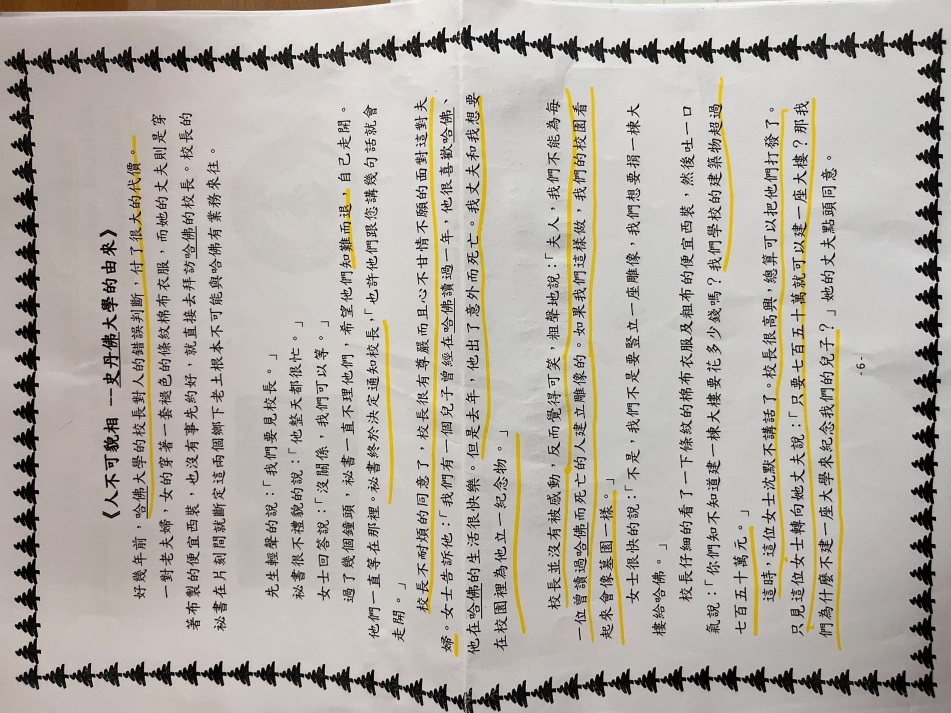 《人不可貌相 --史丹佛大學的由來》
好幾年前，哈佛大學的校長對人的錯誤判斷，付了很大的代價。
一對老夫婦，女的穿著一套褪色的條紋棉布衣服，而她的丈夫則是穿
著布製的便宜西裝，也沒有事先約好，就直接去拜訪哈佛的校長。校長的
祕書在片刻間就斷定這兩個鄉下老土根本不可能與哈佛有業務來往。
先生輕聲的說：「我們要見校長。」
祕書很不禮貌的說：「他整天都很忙。」
女士回答說：「沒關係，我們可以等。」
過了幾個鐘頭，祕書一直不理他們，希望他們知難而退，自己走開。
他們一直等在那裡。祕書終於決定通知校長，「也許他們跟您講幾句話就會
走開。」
校長不耐煩的同意了，校長很有尊嚴而且心不甘情不願的面對這對夫
婦。女士告訴他：「我們有一個兒子曾經在哈佛讀過一年，他很喜歡哈佛、
他在哈佛的生活很快樂。但是去年，他出了意外而死亡。我丈夫和我想要
在校園裡為他立一紀念物。」
校長並沒有被感動，反而覺得可笑，粗聲地說：「夫人，我們不能為每
一位曾讀過哈佛而死亡的人建立雕像的。如果我們這樣做，我們的校園看
起來會像墓園一樣。」
女士很快的說：「不是，我們不是要豎立一座雕像，我們想要捐一棟大
樓給哈佛。」
校長仔細的看了一下條紋的棉布衣服及粗布的便宜西裝，然後吐一口
氣說：「你們知不知道建一棟大樓要花多少錢嗎？我們學校的建築物超過
七百五十萬元。」
這時，這位女士沈默不講話了。校長很高興，總算可以把他們打發了。
只見這位女士轉向她丈夫說：「只要七百五十萬就可以建一座大樓？那我
們為什麼不建一座大學來紀念我們的兒子？」她的丈夫點頭同意。
-6-